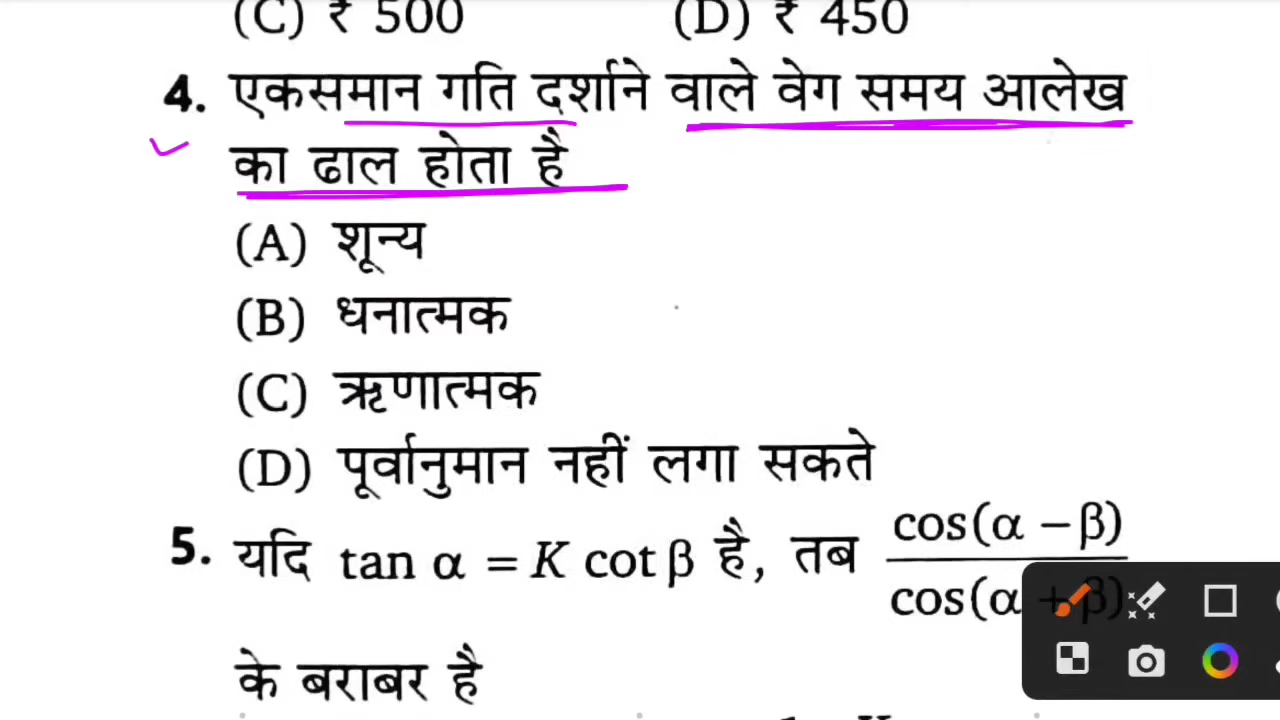 (C) ₹ 500 (D) ₹ 450
4. एकसमान गति दर्शाने वाले वेग समय आलेख
का ढाल होता है
(A) शून्य
(B) धनात्मक
(C) ऋणात्मक
(D) पूर्वानुमान नहीं लगा सकते
5. यदि tan α = K cot β है, तब cos(α – β)
cos(α + β)
के बराबर है